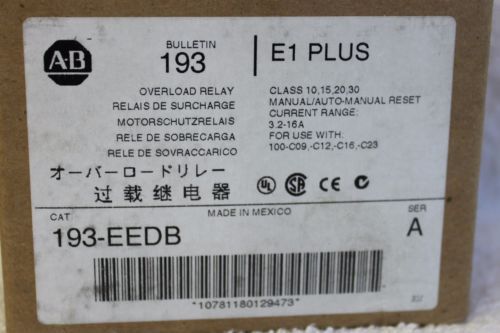 A-B
BULLETIN
193
E1 PLUS
OVERLOAD RELAY
RELAIS DE SURCHARGE
MOTORSCHUTZRELAIS
RELE DE SOBRECARGA
RELE DE SOVRACCARICO
オーバーロードリレー
过载继电器
CLASS 10,15,20,30
MANUAL/AUTO-MANUAL RESET
CURRENT RANGE:
3.2-16A
FOR USE WITH:
100-C09,-C12,-C16,-C23
UL SA CE
CAT
MADE IN MEXICO
SER
193-EEDB
A
*10781180129473*